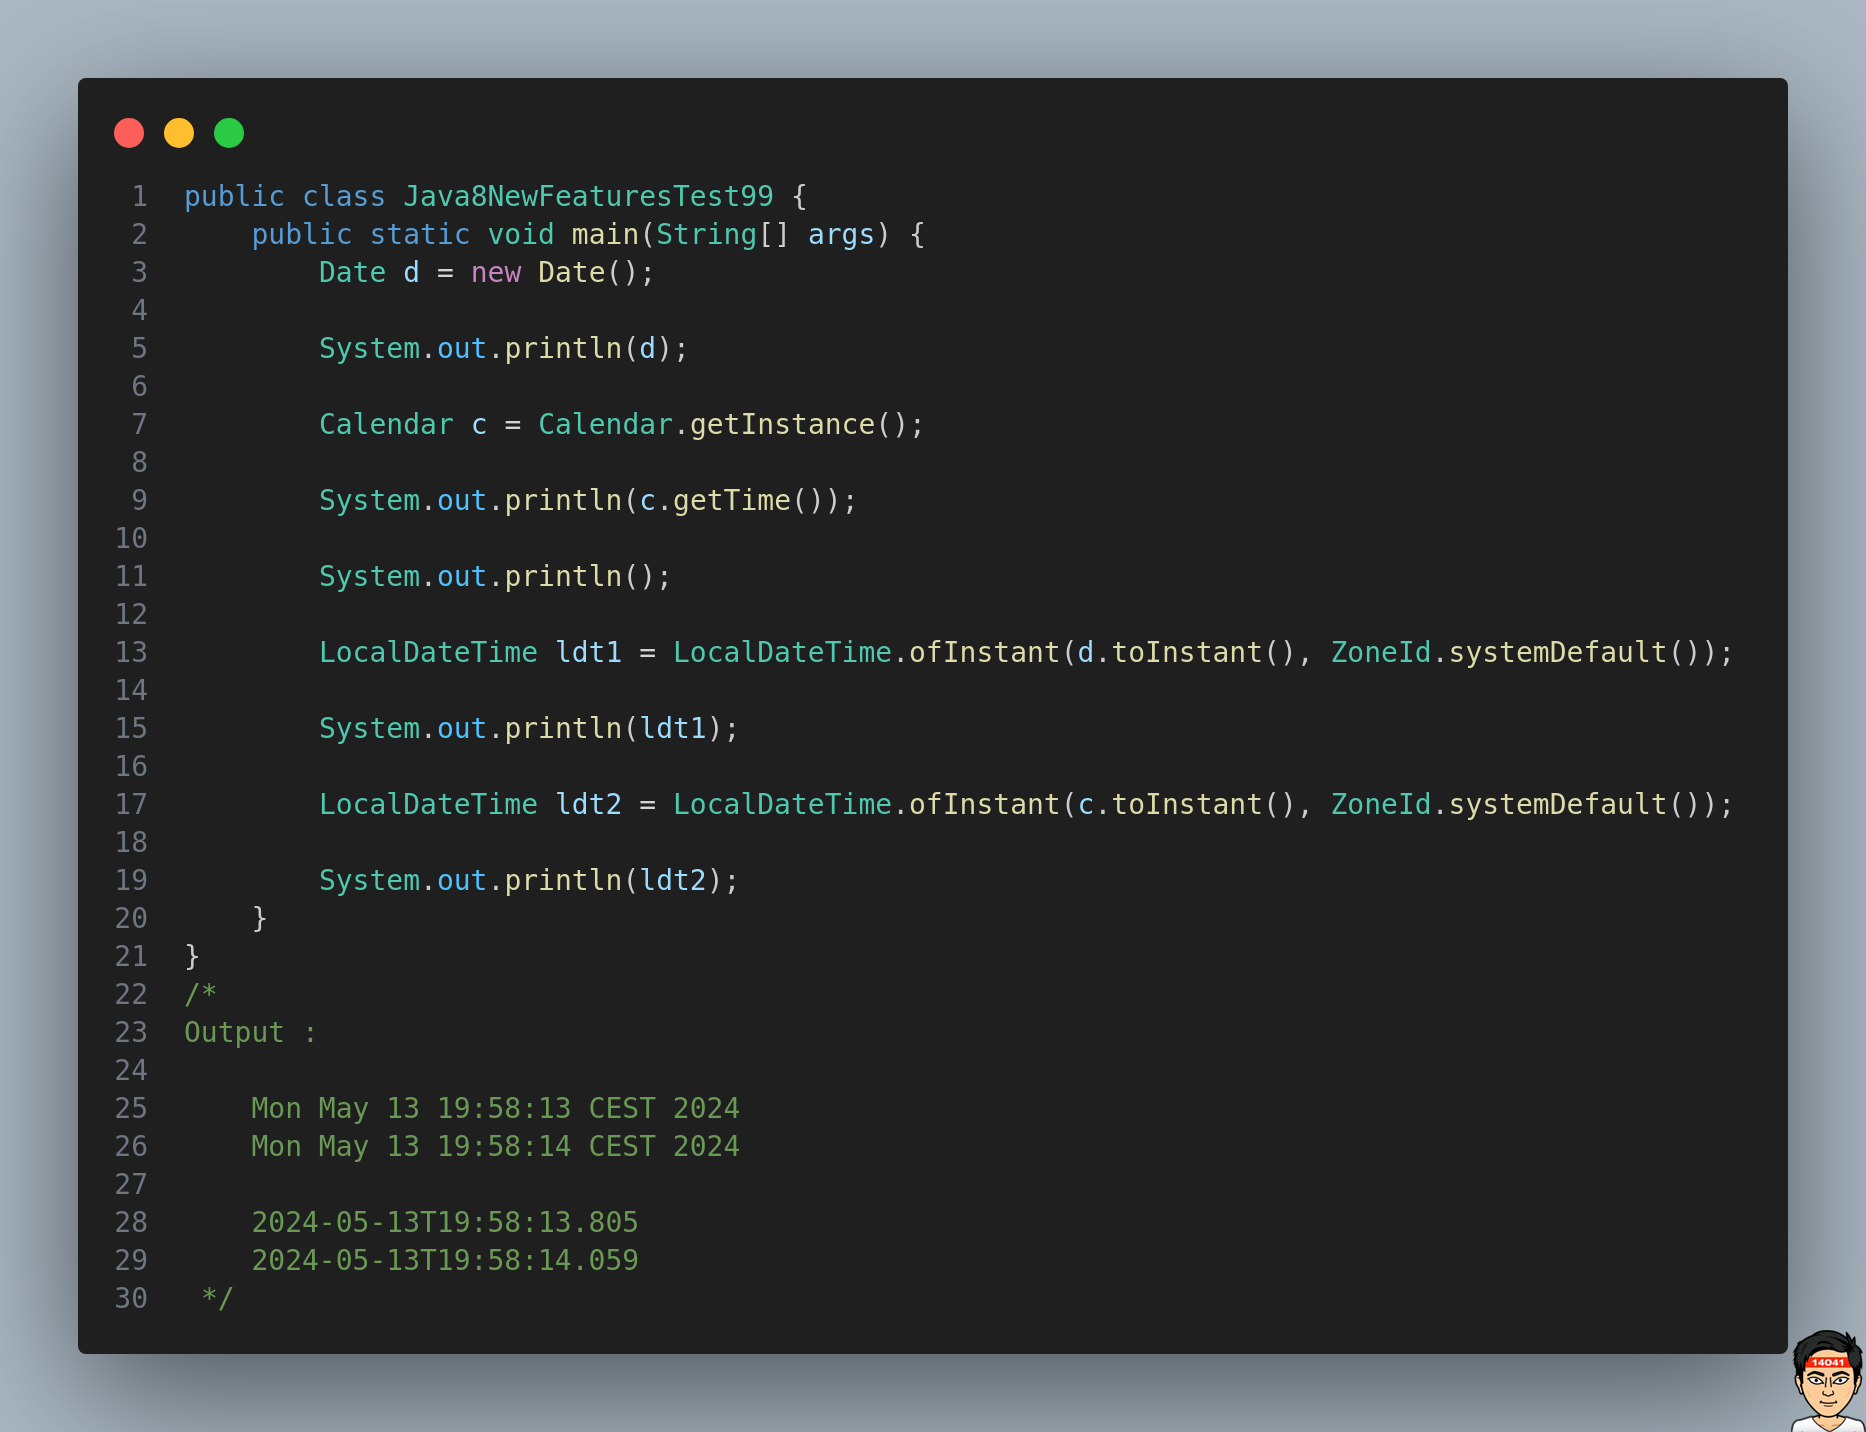 1 public class Java8NewFeaturesTest99 {
2     public static void main(String[] args) {
3         Date d = new Date();
4
5         System.out.println(d);
6
7         Calendar c = Calendar.getInstance();
8
9         System.out.println(c.getTime());
10
11         System.out.println();
12
13         LocalDateTime ldt1 = LocalDateTime.ofInstant(d.toInstant(), ZoneId.systemDefault());
14
15         System.out.println(ldt1);
16
17         LocalDateTime ldt2 = LocalDateTime.ofInstant(c.toInstant(), ZoneId.systemDefault());
18
19         System.out.println(ldt2);
20     }
21 }
22 /*
23 Output :
24
25     Mon May 13 19:58:13 CEST 2024
26     Mon May 13 19:58:14 CEST 2024
27
28     2024-05-13T19:58:13.805
29     2024-05-13T19:58:14.059
30  */
14041